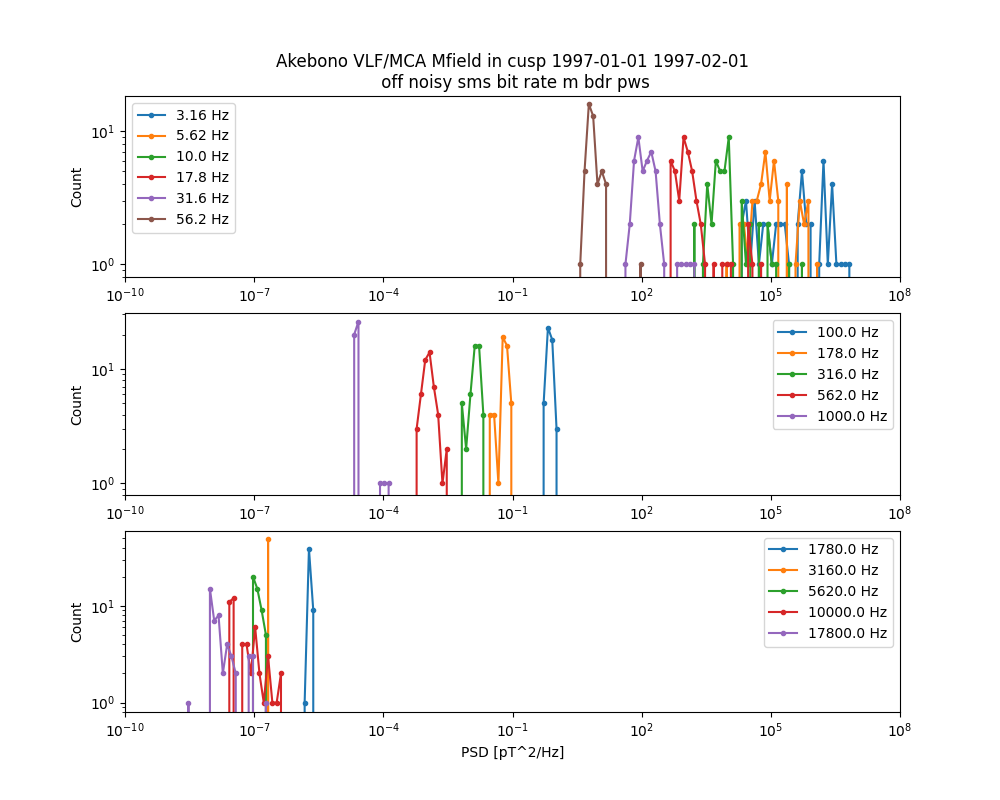 Akebono VLF/MCA Mfield in cusp 1997-01-01 1997-02-01
off noisy sms bit rate m bdr pws
Count
10^1
10^0
3.16 Hz
5.62 Hz
10.0 Hz
17.8 Hz
31.6 Hz
56.2 Hz
10^-10 10^-7 10^-4 10^-1 10^2 10^5 10^8
Count
10^1
10^0
100.0 Hz
178.0 Hz
316.0 Hz
562.0 Hz
1000.0 Hz
10^-10 10^-7 10^-4 10^-1 10^2 10^5 10^8
Count
10^1
10^0
1780.0 Hz
3160.0 Hz
5620.0 Hz
10000.0 Hz
17800.0 Hz
10^-10 10^-7 10^-4 10^-1 10^2 10^5 10^8
PSD [pT^2/Hz]